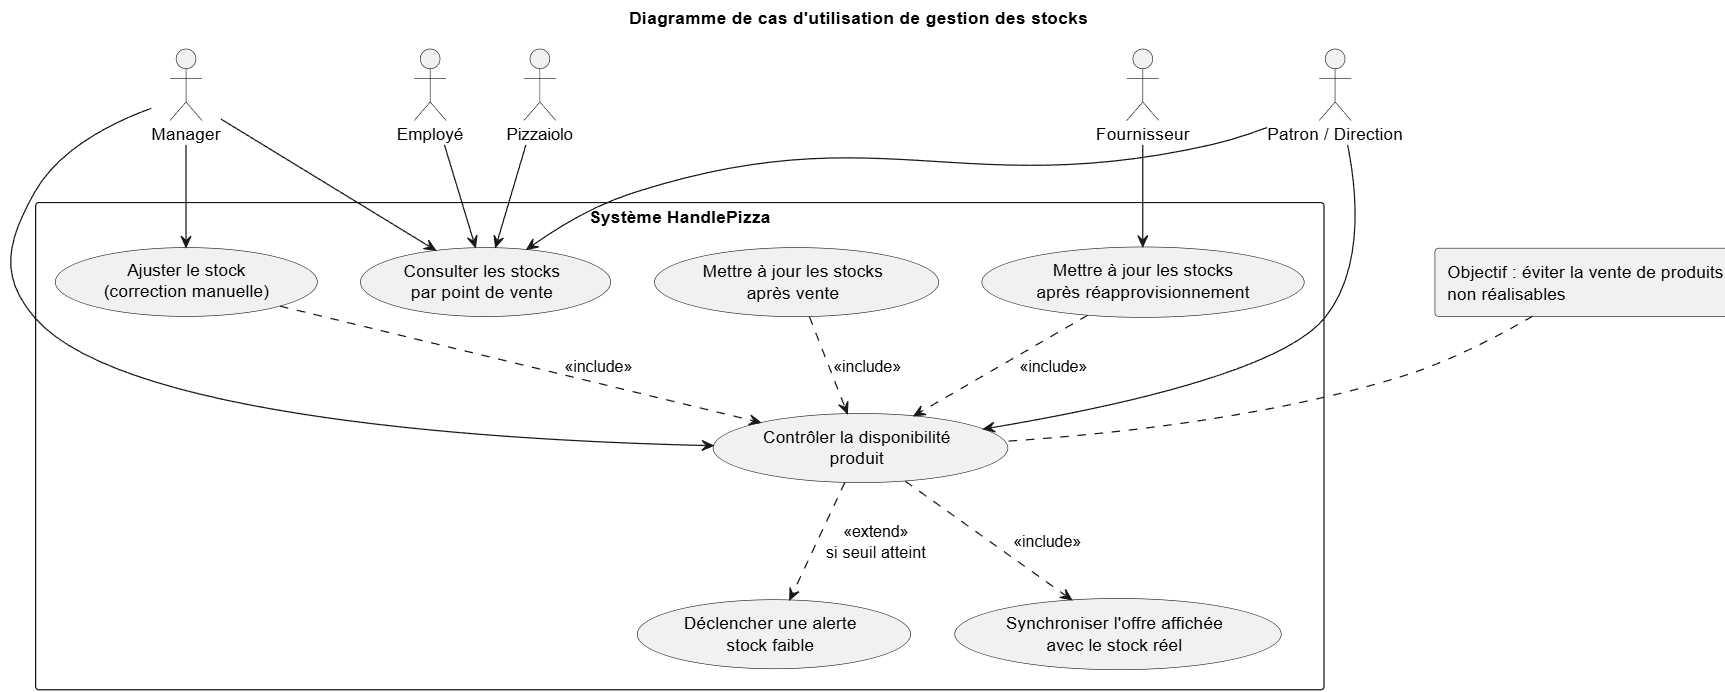 Diagramme de cas d'utilisation de gestion des stocks
Manager
Employé
Pizzaiolo
Fournisseur
Patron / Direction
Système HandlePizza
Ajuster le stock
(correction manuelle)
Consulter les stocks
par point de vente
Mettre à jour les stocks
après vente
Mettre à jour les stocks
après réapprovisionnement
Objectif : éviter la vente de produits
non réalisables
«include»
«include»
«include»
Contrôler la disponibilité
produit
«extend»
si seuil atteint
«include»
Déclencher une alerte
stock faible
Synchroniser l'offre affichée
avec le stock réel